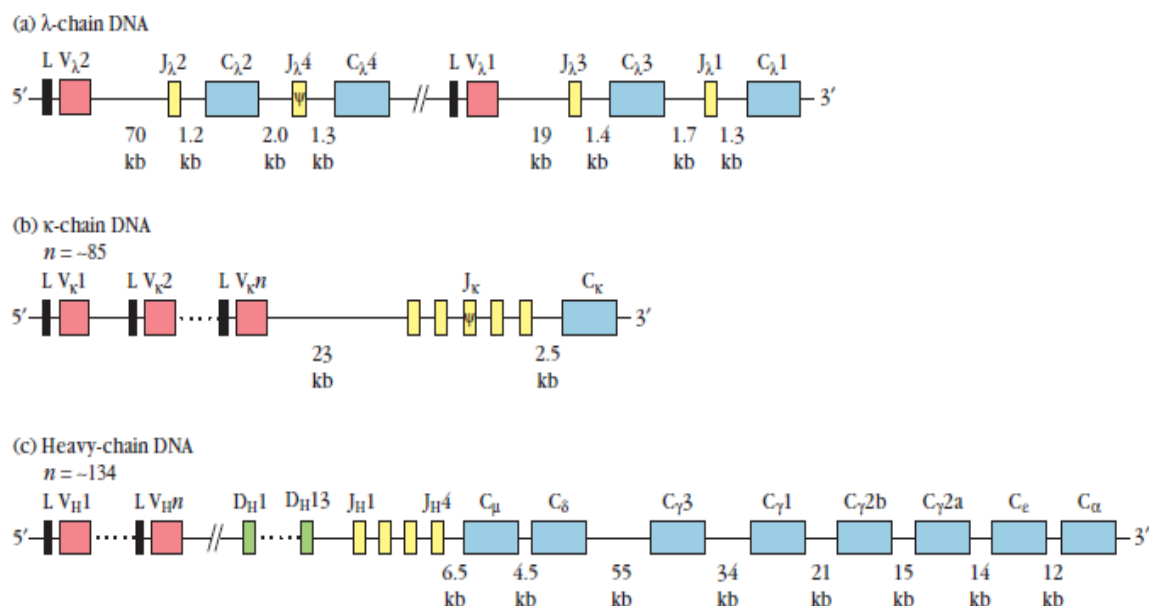 (a) λ-chain DNA
L Vλ2 Jλ2 Cλ2 Jλ4 Cλ4 L Vλ1 Jλ3 Cλ3 Jλ1 Cλ1
5′ ψ 3′
70 1.2 2.0 1.3 19 1.4 1.7 1.3
kb kb kb kb kb kb kb kb
(b) κ-chain DNA
n = ~85
L Vκ1 L Vκ2 L Vκn Jκ Cκ
5′ ψ 3′
23 2.5
kb kb
(c) Heavy-chain DNA
n = ~134
L VH1 L VHn DH1 DH13 JH1 JH4 Cμ Cδ Cγ3 Cγ1 Cγ2b Cγ2a Cε Cα
5′ 3′
6.5 4.5 55 34 21 15 14 12
kb kb kb kb kb kb kb kb